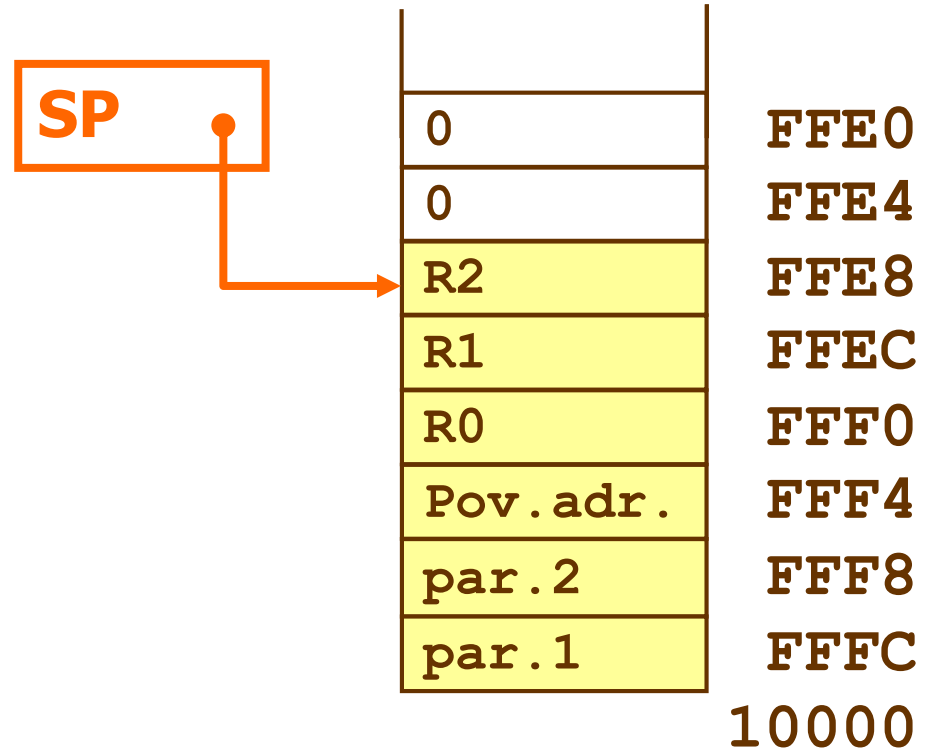 SP
0 FFE0
0 FFE4
R2 FFE8
R1 FFEC
R0 FFF0
Pov.adr. FFF4
par.2 FFF8
par.1 FFFC
10000